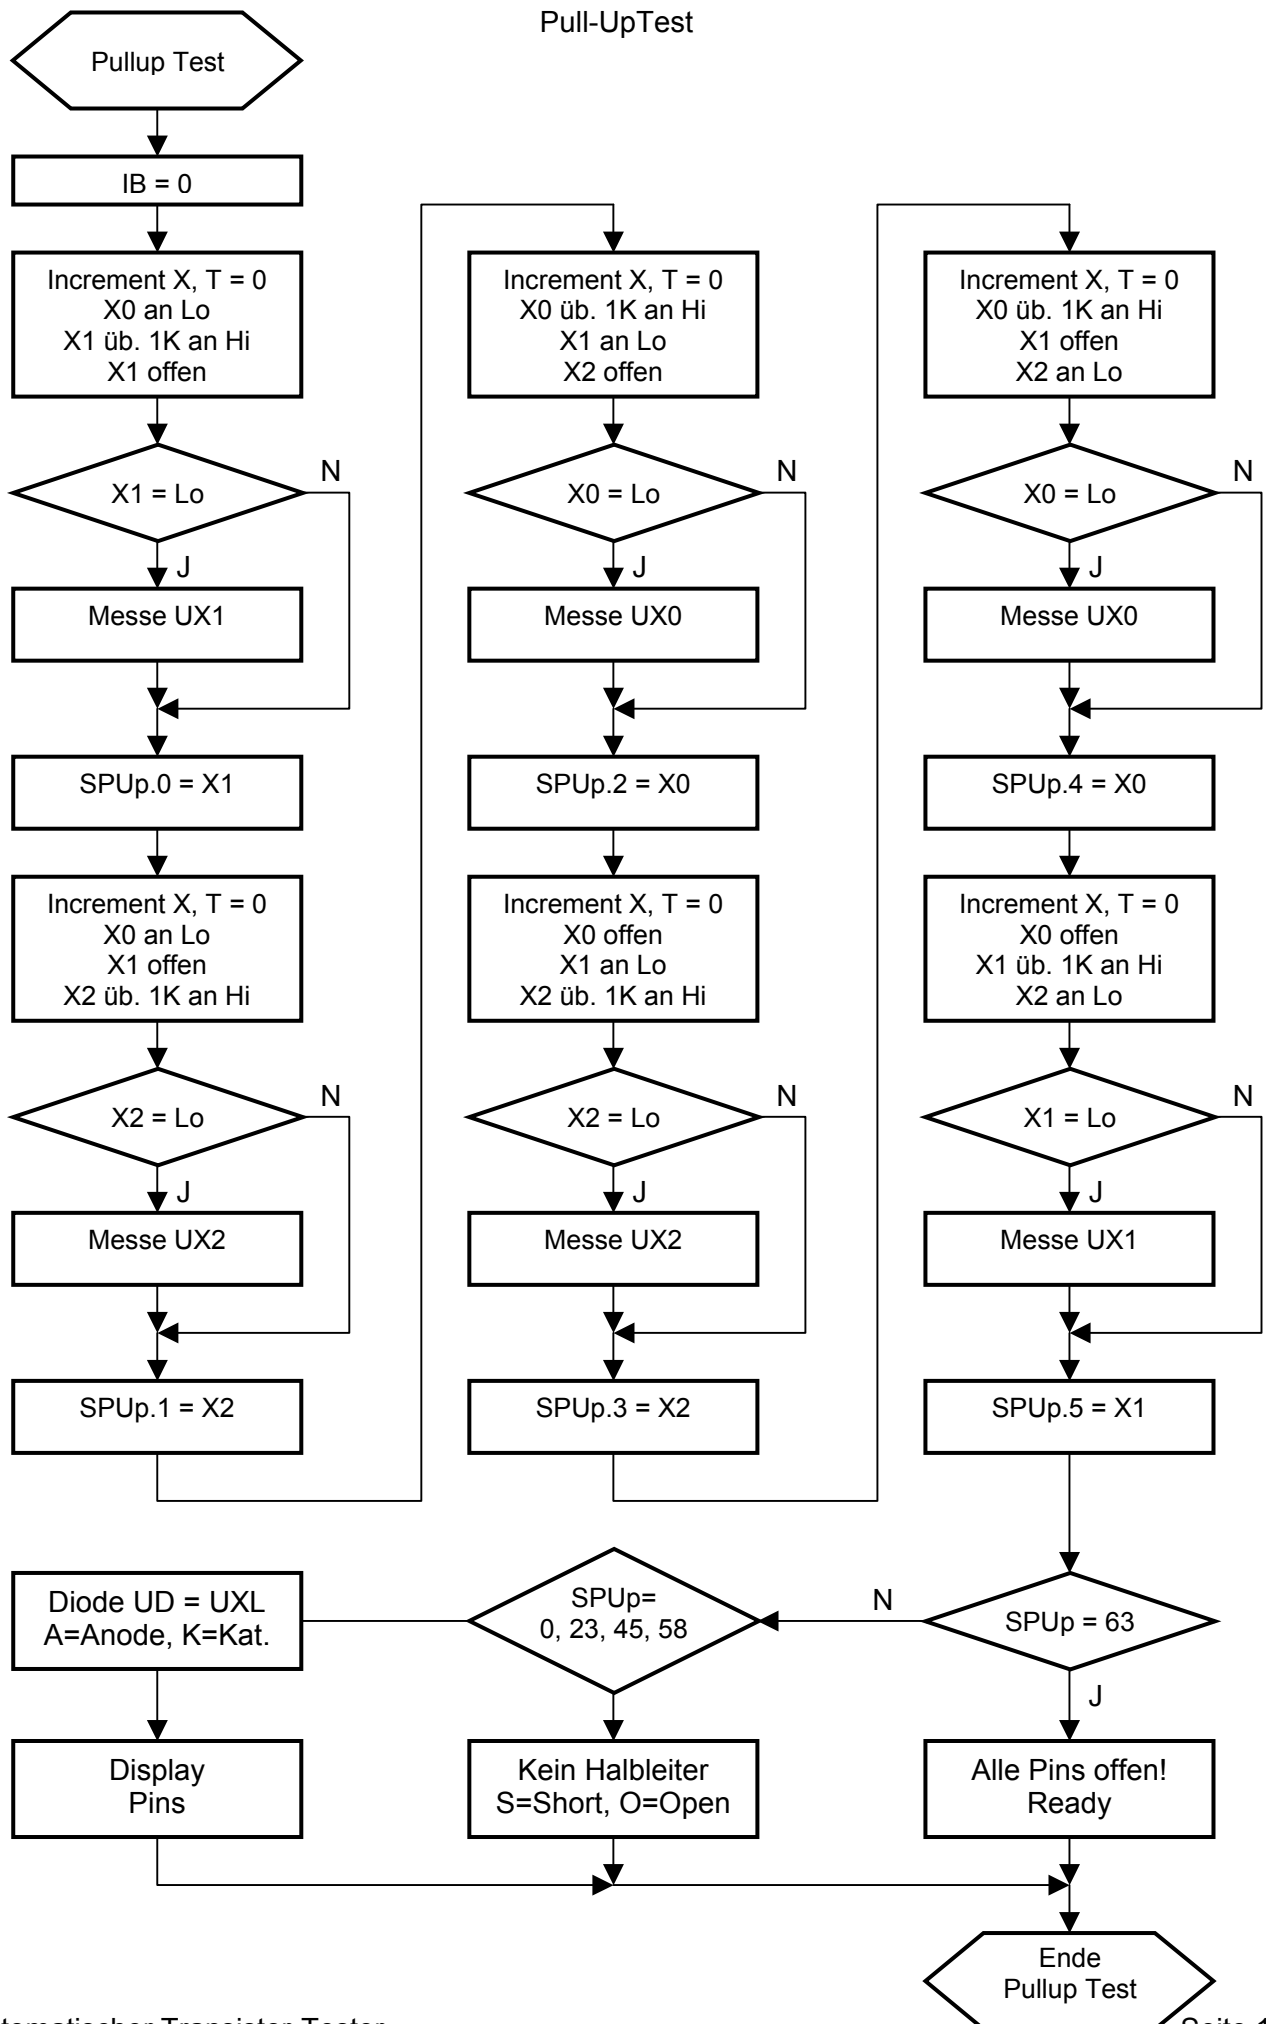 Pull-UpTest
Pullup Test
IB = 0
Increment X, T = 0
X0 an Lo
X1 üb. 1K an Hi
X1 offen
X1 = Lo
N
J
Messe UX1
SPUp.0 = X1
Increment X, T = 0
X0 an Lo
X1 offen
X2 üb. 1K an Hi
X2 = Lo
N
J
Messe UX2
SPUp.1 = X2
Increment X, T = 0
X0 üb. 1K an Hi
X1 an Lo
X2 offen
X0 = Lo
N
J
Messe UX0
SPUp.2 = X0
Increment X, T = 0
X0 offen
X1 an Lo
X2 üb. 1K an Hi
X2 = Lo
N
J
Messe UX2
SPUp.3 = X2
Increment X, T = 0
X0 üb. 1K an Hi
X1 offen
X2 an Lo
X0 = Lo
N
J
Messe UX0
SPUp.4 = X0
Increment X, T = 0
X0 offen
X1 üb. 1K an Hi
X2 an Lo
X1 = Lo
N
J
Messe UX1
SPUp.5 = X1
SPUp = 63
N
J
SPUp=
0, 23, 45, 58
Diode UD = UXL
A=Anode, K=Kat.
Display
Pins
Kein Halbleiter
S=Short, O=Open
Alle Pins offen!
Ready
Ende
Pullup Test